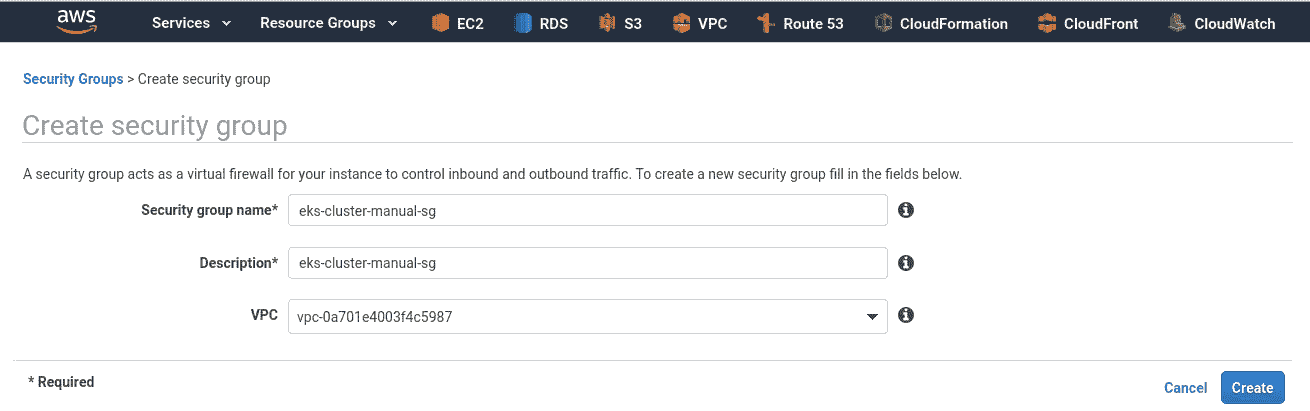 aws Services Resource Groups EC2 RDS S3 VPC Route 53 CloudFormation CloudFront CloudWatch
Security Groups > Create security group
Create security group
A security group acts as a virtual firewall for your instance to control inbound and outbound traffic. To create a new security group fill in the fields below.
Security group name* eks-cluster-manual-sg
Description* eks-cluster-manual-sg
VPC vpc-0a701e4003f4c5987
* Required
Cancel Create